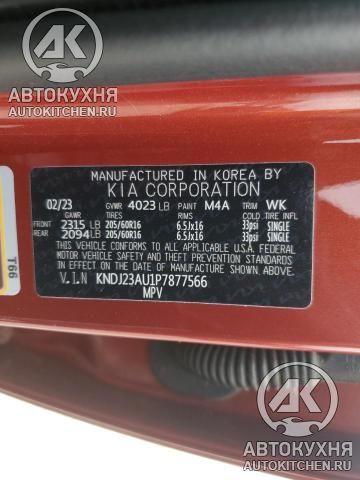 АК
АВТОКУХНЯ
AUTOKITCHEN.RU
MANUFACTURED IN KOREA BY
KIA CORPORATION
02/23 GVWR 4023 LB PAINT M4A TRIM WK
GAWR TIRES RIMS COLD TIRE INFL
FRONT 2315 LB 205/60R16 6.5Jx16 33psi SINGLE
REAR 2094 LB 205/60R16 6.5Jx16 33psi SINGLE
THIS VEHICLE CONFORMS TO ALL APPLICABLE
FEDERAL MOTOR VEHICLE SAFETY, BUMPER,
AND THEFT PREVENTION STANDARDS IN EFFECT
ON THE DATE OF MANUFACTURE SHOWN ABOVE.
V.I.N KNDJ23AU1P7877566
MPV
T66
АК
АВТОКУХНЯ
AUTOKITCHEN.RU